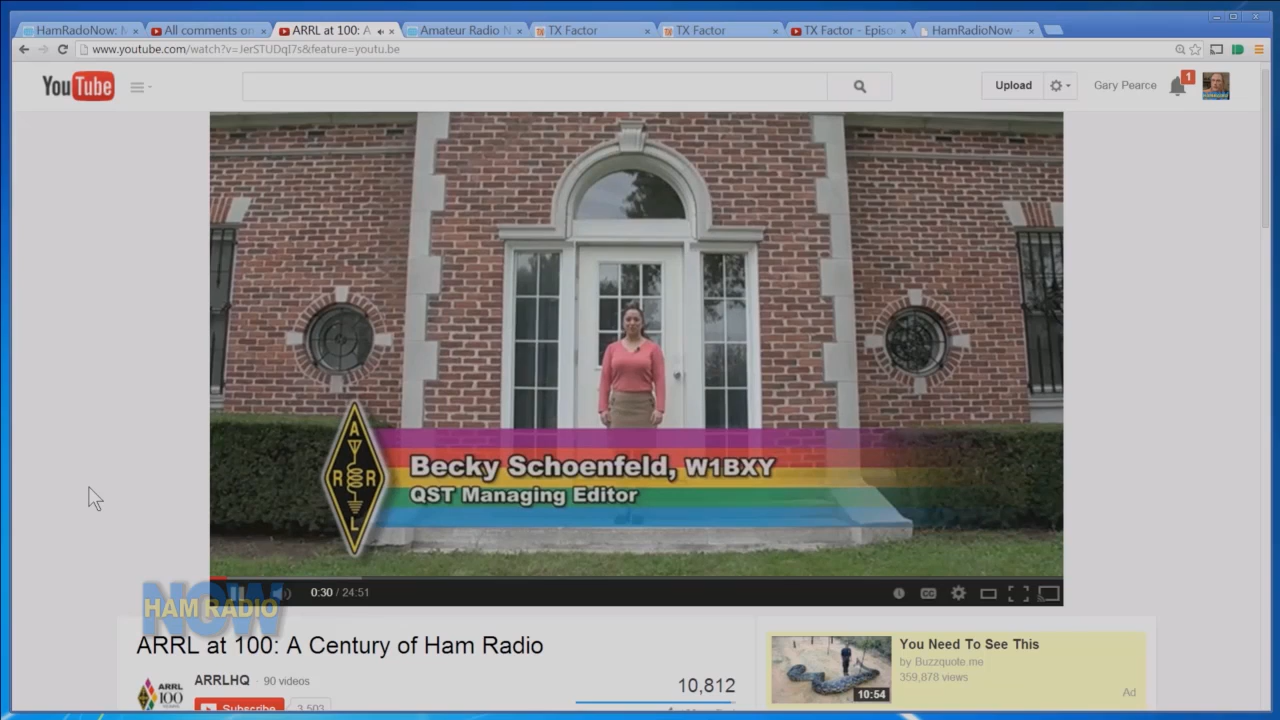 HamRadoNow: M
All comments on
ARRL at 100: A
Amateur Radio N
TX Factor
TX Factor
TX Factor - Episo
HamRadioNow -
www.youtube.com/watch?v=JerSTUDqI7s&feature=youtu.be
YouTube
Upload
Gary Pearce
1
A
R R
L
Becky Schoenfeld, W1BXY
QST Managing Editor
0:30 / 24:51
CC
NOW
HAM RADIO
ARRL at 100: A Century of Ham Radio
ARRL
100
ARRLHQ · 90 videos
Subscribe 3,503
10,812
You Need To See This
by Buzzquote.me
359,878 views
10:54
Ad